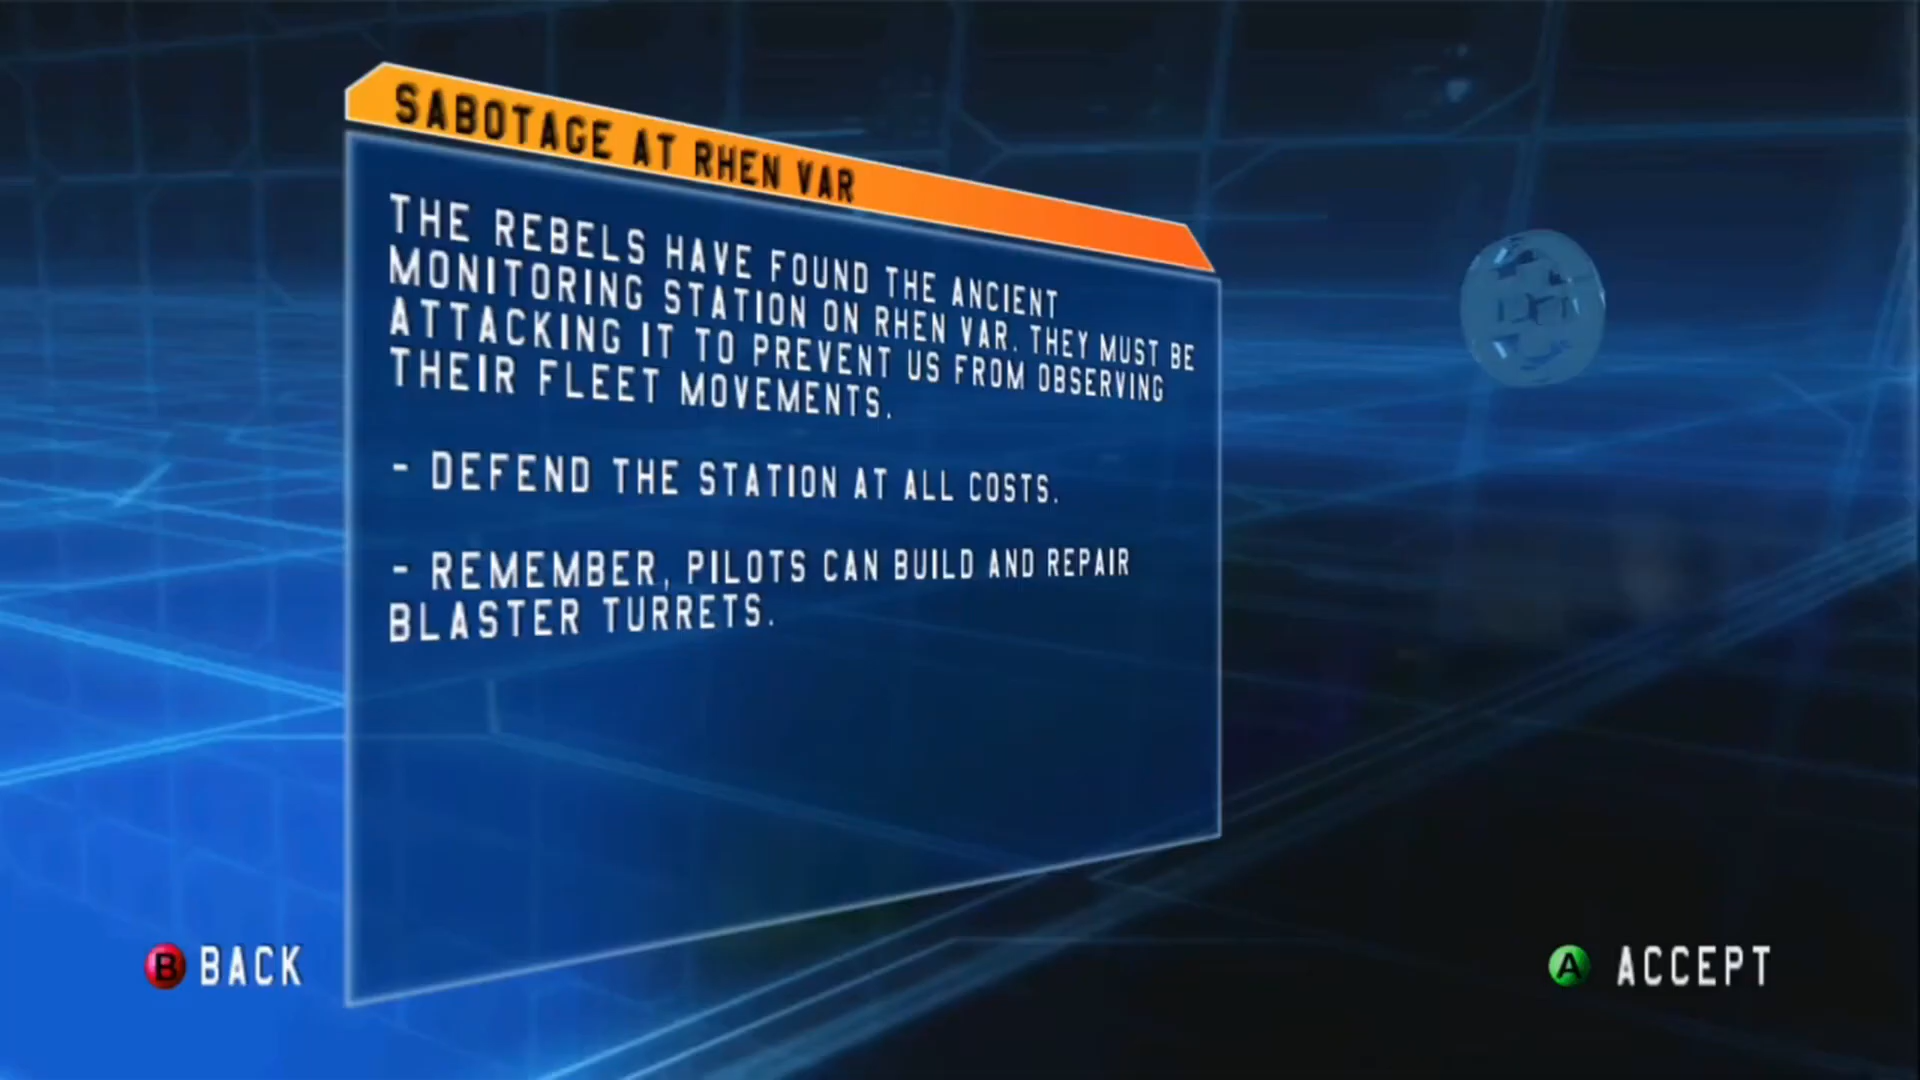 SABOTAGE AT RHEN VAR
THE REBELS HAVE FOUND THE ANCIENT
MONITORING STATION ON RHEN VAR. THEY MUST BE
ATTACKING IT TO PREVENT US FROM OBSERVING
THEIR FLEET MOVEMENTS.
- DEFEND THE STATION AT ALL COSTS.
- REMEMBER, PILOTS CAN BUILD AND REPAIR
BLASTER TURRETS.
B BACK
A ACCEPT